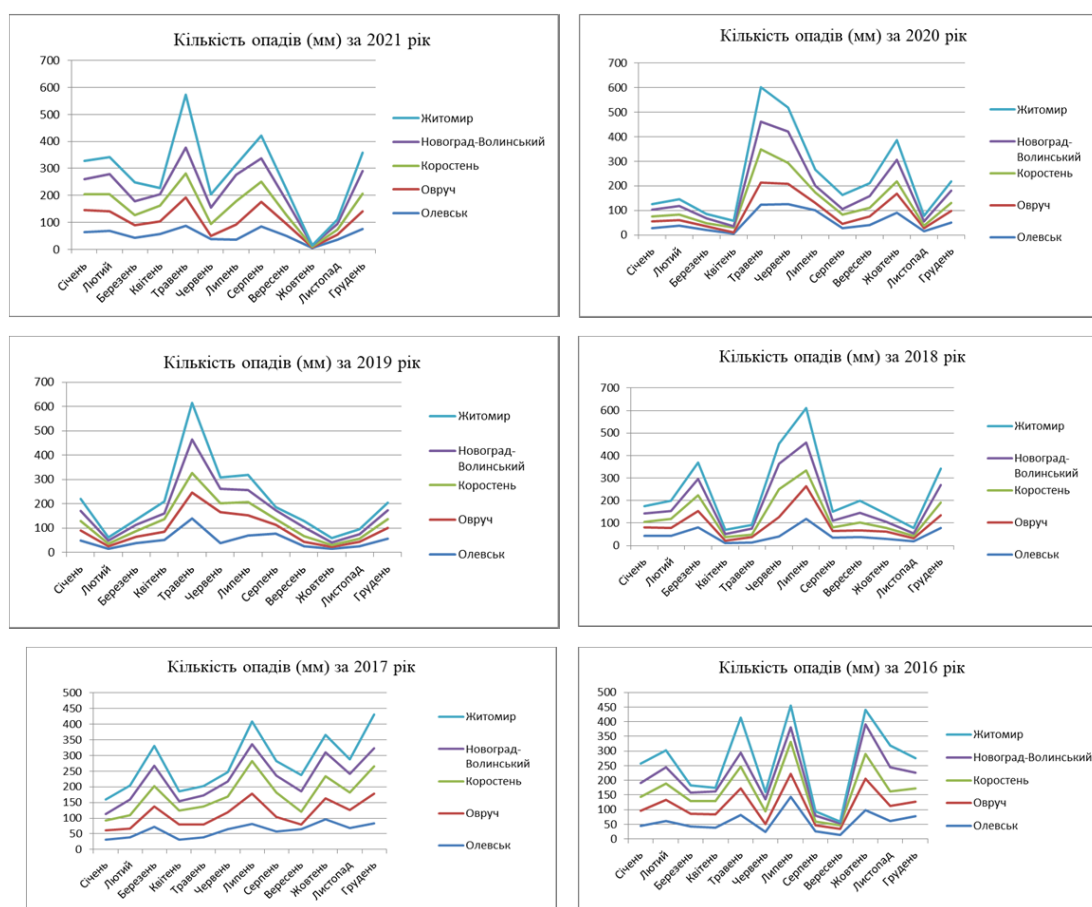 Кількість опадів (мм) за 2021 рік
700
600
500
400
300
200
100
0
Січень
Лютий
Березень
Квітень
Травень
Червень
Липень
Серпень
Вересень
Жовтень
Листопад
Грудень
Житомир
Новоград-Волинський
Коростень
Овруч
Олевськ
Кількість опадів (мм) за 2020 рік
700
600
500
400
300
200
100
0
Січень
Лютий
Березень
Квітень
Травень
Червень
Липень
Серпень
Вересень
Жовтень
Листопад
Грудень
Житомир
Новоград-
Волинський
Коростень
Овруч
Олевськ
Кількість опадів (мм) за 2019 рік
700
600
500
400
300
200
100
0
Січень
Лютий
Березень
Квітень
Травень
Червень
Липень
Серпень
Вересень
Жовтень
Листопад
Грудень
Житомир
Новоград-
Волинський
Коростень
Овруч
Олевськ
Кількість опадів (мм) за 2018 рік
700
600
500
400
300
200
100
0
Січень
Лютий
Березень
Квітень
Травень
Червень
Липень
Серпень
Вересень
Жовтень
Листопад
Грудень
Житомир
Новоград-
Волинський
Коростень
Овруч
Олевськ
Кількість опадів (мм) за 2017 рік
500
450
400
350
300
250
200
150
100
50
0
Січень
Лютий
Березень
Квітень
Травень
Червень
Липень
Серпень
Вересень
Жовтень
Листопад
Грудень
Житомир
Новоград-
Волинський
Коростень
Овруч
Олевськ
Кількість опадів (мм) за 2016 рік
500
450
400
350
300
250
200
150
100
50
0
Січень
Лютий
Березень
Квітень
Травень
Червень
Липень
Серпень
Вересень
Жовтень
Листопад
Грудень
Житомир
Новоград-Волинський
Коростень
Овруч
Олевськ